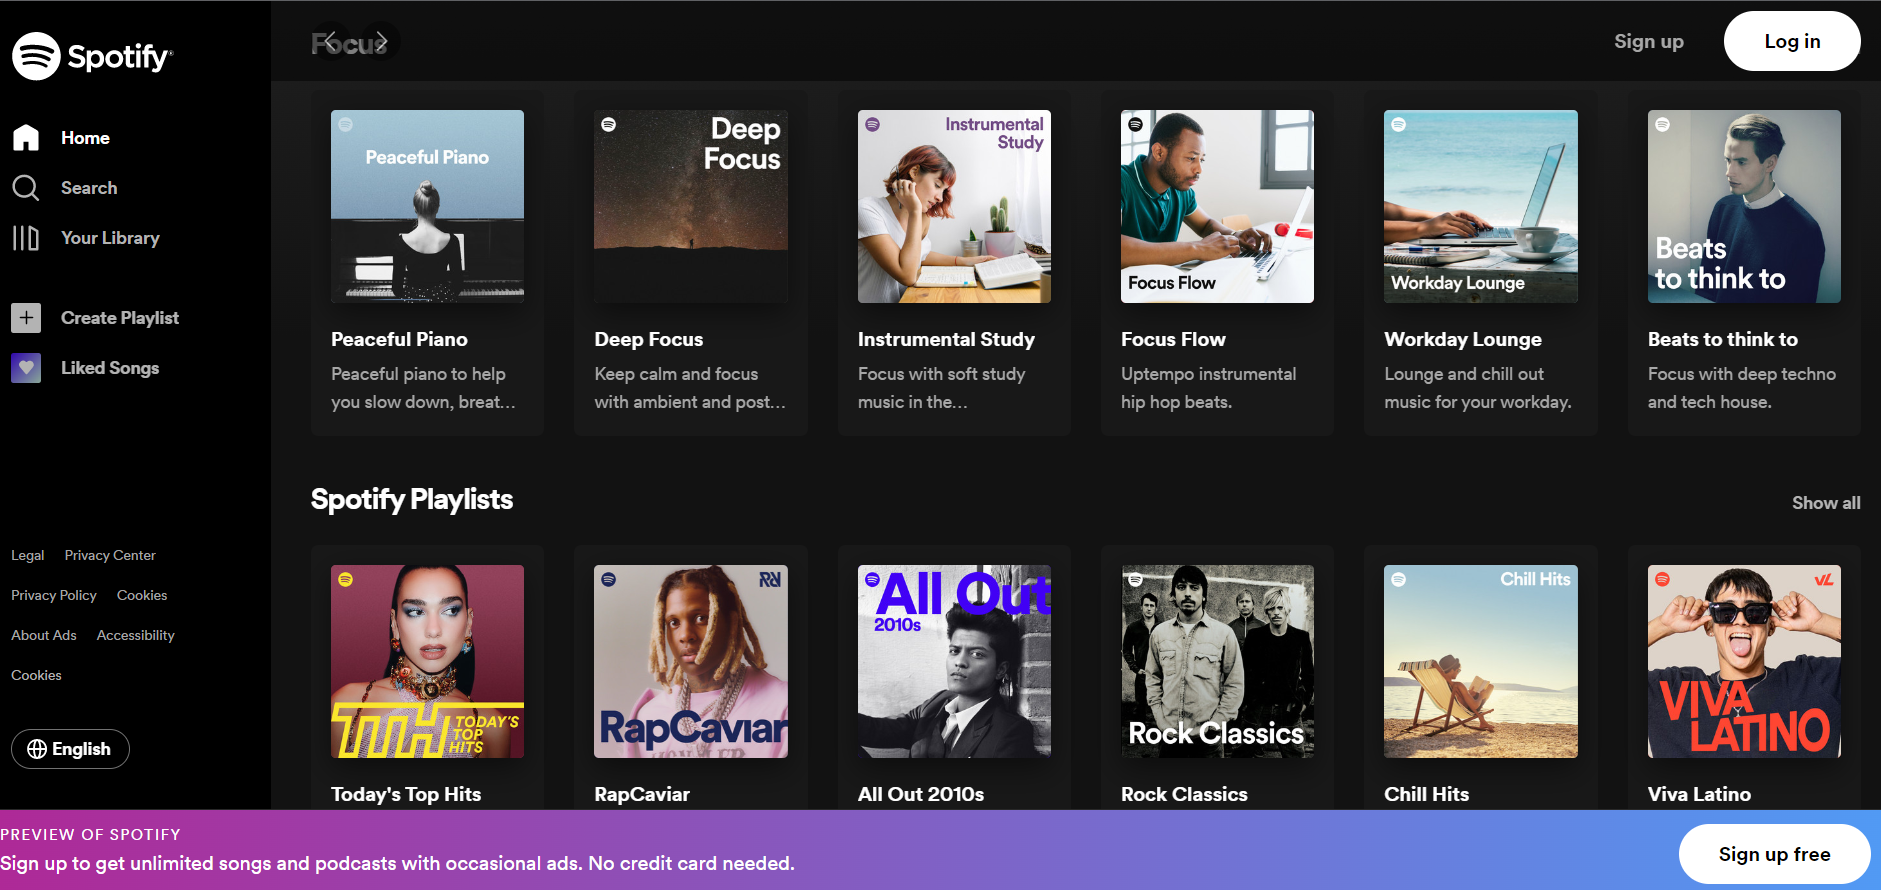 Spotify
Home
Search
Your Library
Create Playlist
Liked Songs
Legal Privacy Center
Privacy Policy Cookies
About Ads Accessibility
Cookies
English
Focus
Sign up
Log in
Peaceful Piano
Deep
Focus
Instrumental
Study
Focus Flow
Workday Lounge
Beats
to think to
Peaceful Piano
Peaceful piano to help
you slow down, breat...
Deep Focus
Keep calm and focus
with ambient and post...
Instrumental Study
Focus with soft study
music in the...
Focus Flow
Uptempo instrumental
hip hop beats.
Workday Lounge
Lounge and chill out
music for your workday.
Beats to think to
Focus with deep techno
and tech house.
Spotify Playlists
Show all
TTH TODAY'S
TOP
HITS
RapCaviar
All Out
2010s
Rock Classics
Chill Hits
VL
VIVA
LATINO
Today's Top Hits
RapCaviar
All Out 2010s
Rock Classics
Chill Hits
Viva Latino
PREVIEW OF SPOTIFY
Sign up to get unlimited songs and podcasts with occasional ads. No credit card needed.
Sign up free